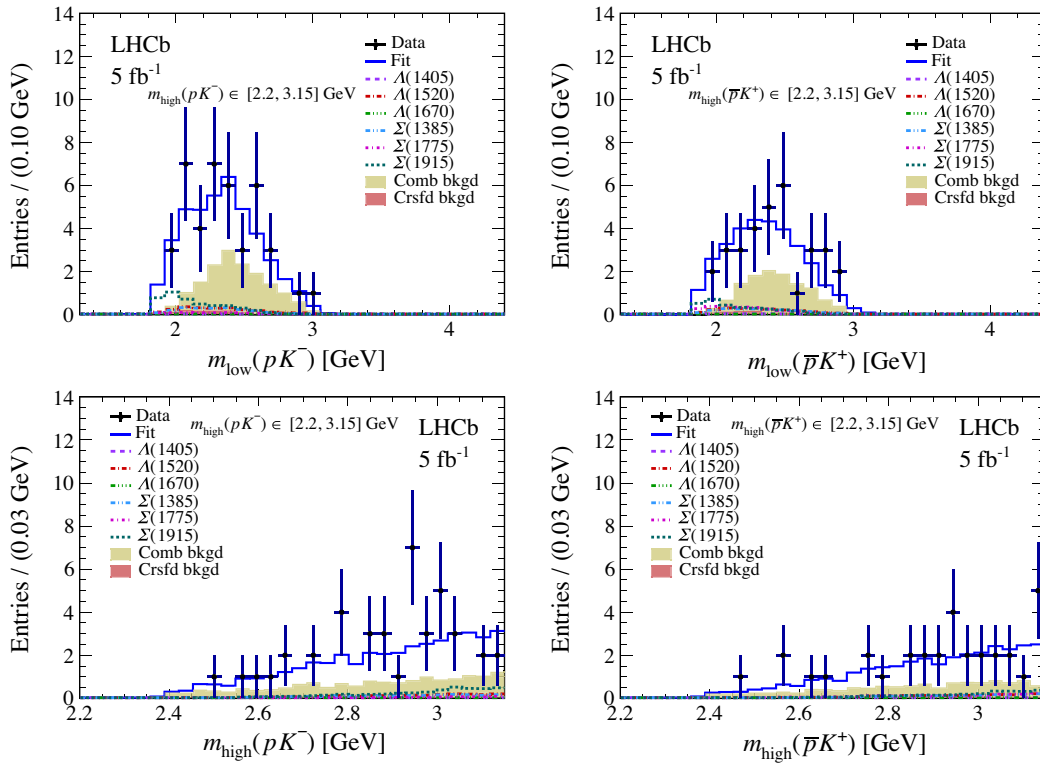 14
12
10
8
6
4
2
0
Entries / (0.10 GeV)
LHCb
5 fb⁻¹
m_high(pK⁻) ∈ [2.2, 3.15] GeV
Data
Fit
Λ(1405)
Λ(1520)
Λ(1670)
Σ(1385)
Σ(1775)
Σ(1915)
Comb bkgd
Crsfd bkgd
2 3 4
m_low(pK⁻) [GeV]
14
12
10
8
6
4
2
0
Entries / (0.10 GeV)
LHCb
5 fb⁻¹
m_high(p̅K⁺) ∈ [2.2, 3.15] GeV
Data
Fit
Λ(1405)
Λ(1520)
Λ(1670)
Σ(1385)
Σ(1775)
Σ(1915)
Comb bkgd
Crsfd bkgd
2 3 4
m_low(p̅K⁺) [GeV]
14
12
10
8
6
4
2
0
Entries / (0.03 GeV)
Data
Fit
Λ(1405)
Λ(1520)
Λ(1670)
Σ(1385)
Σ(1775)
Σ(1915)
Comb bkgd
Crsfd bkgd
m_high(pK⁻) ∈ [2.2, 3.15] GeV
LHCb
5 fb⁻¹
2.2 2.4 2.6 2.8 3
m_high(pK⁻) [GeV]
14
12
10
8
6
4
2
0
Entries / (0.03 GeV)
Data
Fit
Λ(1405)
Λ(1520)
Λ(1670)
Σ(1385)
Σ(1775)
Σ(1915)
Comb bkgd
Crsfd bkgd
m_high(p̅K⁺) ∈ [2.2, 3.15] GeV
LHCb
5 fb⁻¹
2.2 2.4 2.6 2.8 3
m_high(p̅K⁺) [GeV]